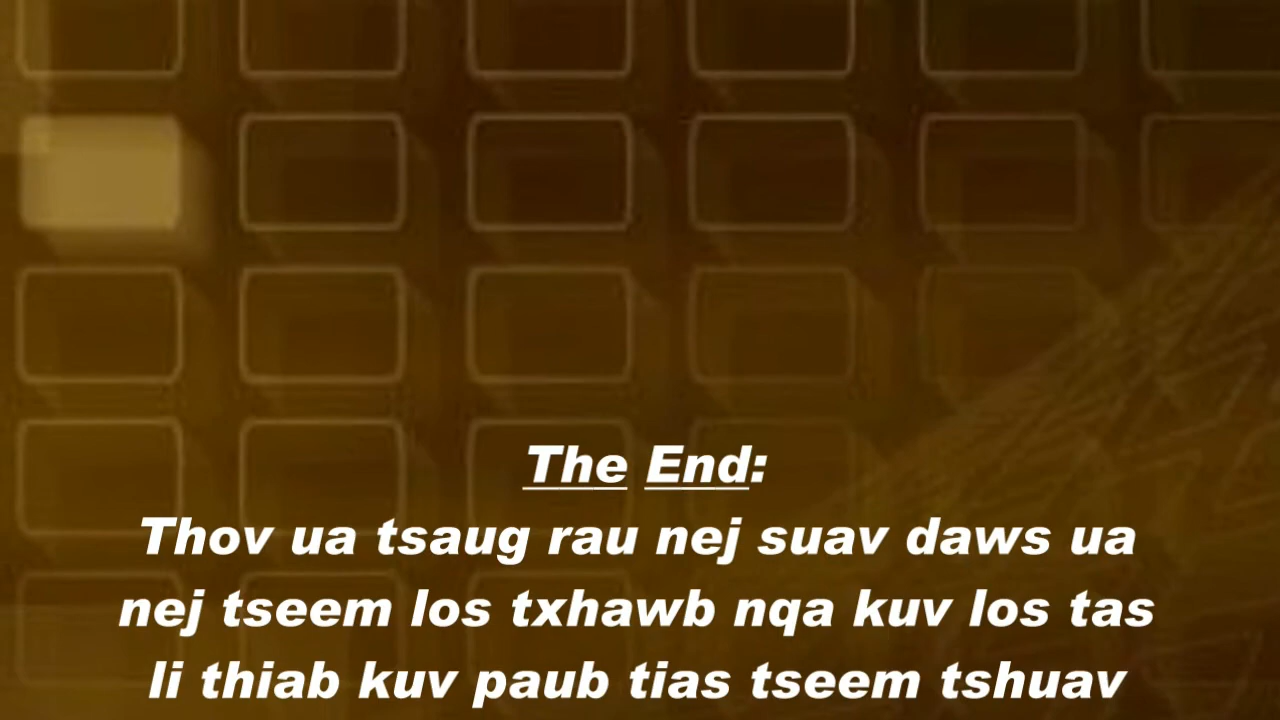 The End:
Thov ua tsaug rau nej suav daws ua
nej tseem los txhawb nqa kuv los tas
li thiab kuv paub tias tseem tshuav